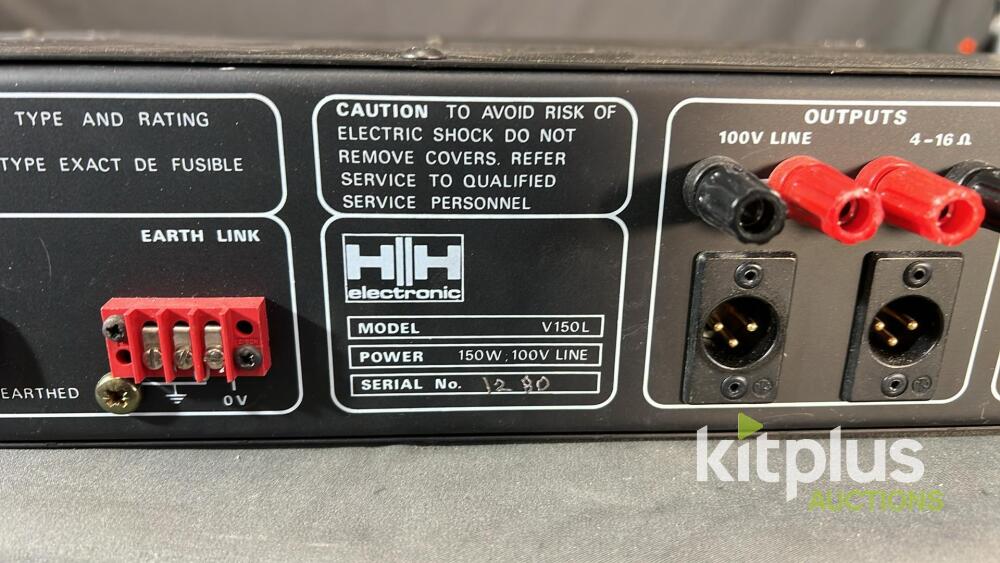 TYPE AND RATING
TYPE EXACT DE FUSIBLE
EARTH LINK
EARTHED
0V
CAUTION TO AVOID RISK OF
ELECTRIC SHOCK DO NOT
REMOVE COVERS. REFER
SERVICE TO QUALIFIED
SERVICE PERSONNEL
HH
electronic
MODEL V150L
POWER 150W; 100V LINE
SERIAL No. 1280
OUTPUTS
100V LINE 4-16Ω
kitplus
AUCTIONS